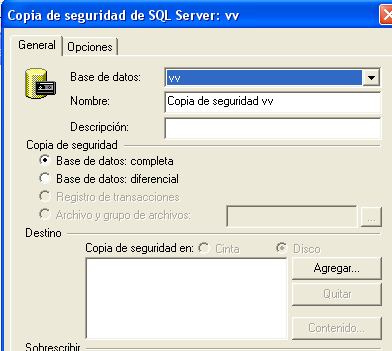 Copia de seguridad de SQL Server: vv
General
Opciones
Base de datos:
vv
Nombre:
Copia de seguridad vv
Descripción:
Copia de seguridad
Base de datos: completa
Base de datos: diferencial
Registro de transacciones
Archivo y grupo de archivos:
...
Destino
Copia de seguridad en:
Cinta
Disco
Agregar...
Quitar
Contenido...
Sobrescribir